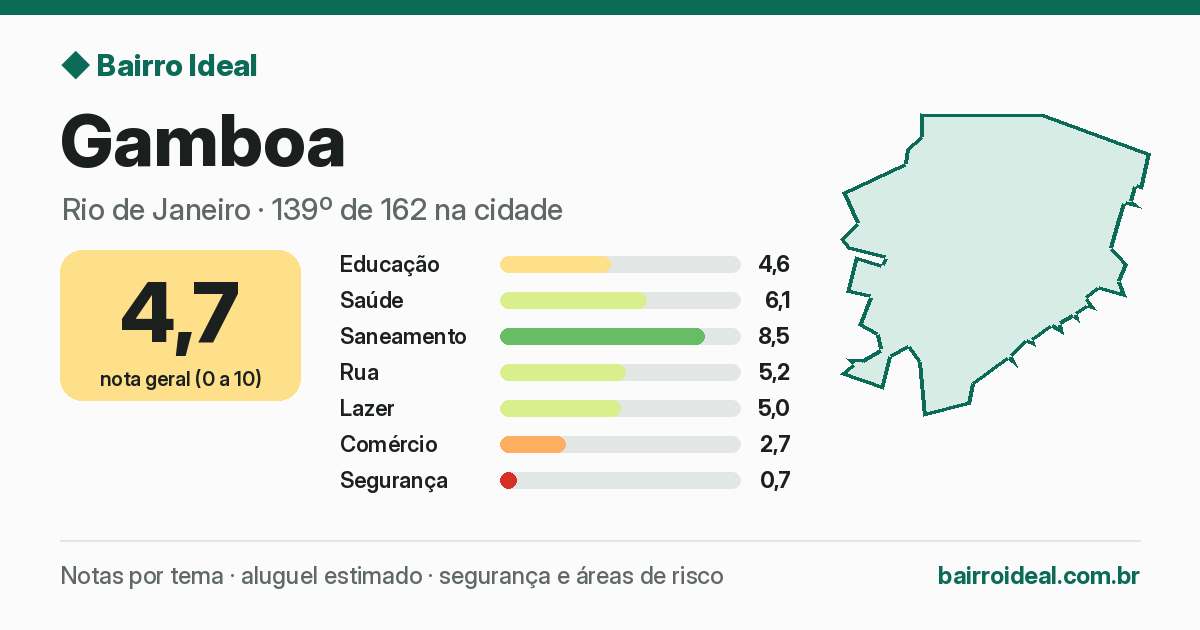 Bairro Ideal
Gamboa
Rio de Janeiro · 139º de 162 na cidade
4,7
nota geral (0 a 10)
Educação 4,6
Saúde 6,1
Saneamento 8,5
Rua 5,2
Lazer 5,0
Comércio 2,7
Segurança 0,7
Notas por tema · aluguel estimado · segurança e áreas de risco
bairroideal.com.br